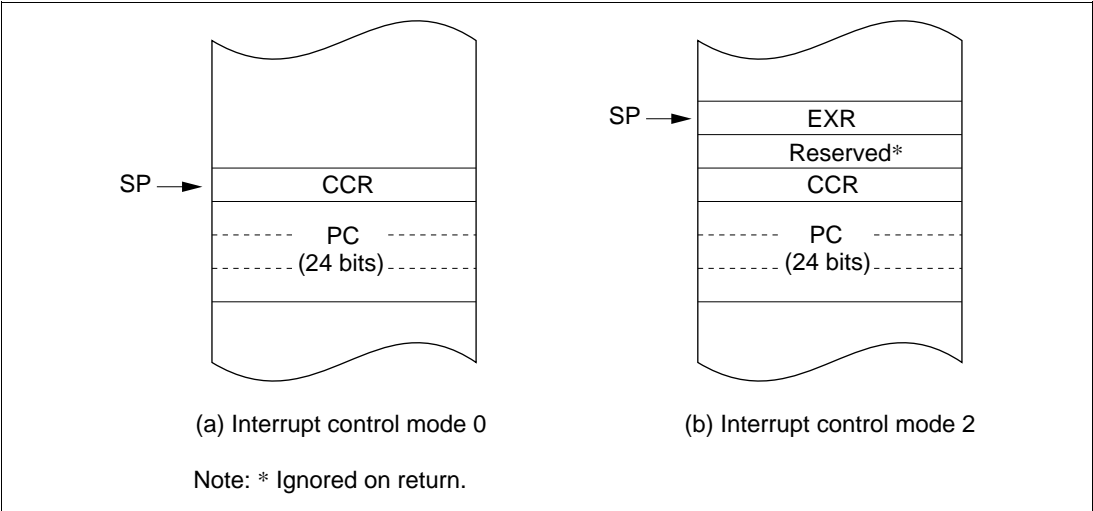 SP
CCR
PC
(24 bits)
(a) Interrupt control mode 0
SP
EXR
Reserved*
CCR
PC
(24 bits)
(b) Interrupt control mode 2
Note: * Ignored on return.